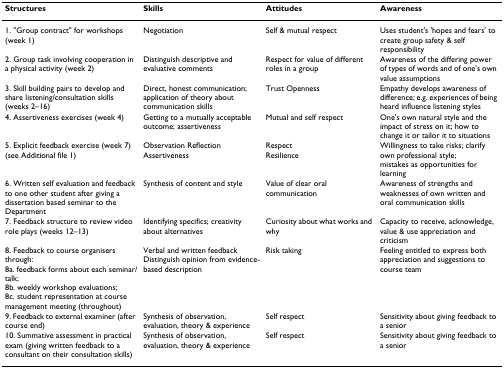 Structures Skills Attitudes Awareness
1. "Group contract" for workshops Negotiation Self & mutual respect Uses student's 'hopes and fears' to
(week 1) create group safety & self
responsibility
2. Group task involving cooperation in Distinguish descriptive and Respect for value of different Awareness of the differing power
a physical activity (week 2) evaluative comments roles in a group of types of words and of one's own
value assumptions
3. Skill building pairs to develop and Direct, honest communication; Trust Openness Empathy develops awareness of
share listening/consultation skills application of theory about difference; e.g. experiences of being
(weeks 2–16) communication skills heard influence listening styles
4. Assertiveness exercises (week 4) Getting to a mutually acceptable Mutual and self respect One's own natural style and the
outcome; assertiveness impact of stress on it; how to
change it or tailor it to situations
5. Explicit feedback exercise (week 7) Observation Reflection Respect Willingness to take risks; clarify
(see Additional file 1) Assertiveness Resilience own professional style;
mistakes as opportunities for
learning
6. Written self evaluation and feedback Synthesis of content and style Value of clear oral Awareness of strengths and
to one other student after giving a communication weaknesses of own written and
dissertation based seminar to the oral communication skills
Department
7. Feedback structure to review video Identifying specifics; creativity Curiosity about what works and Capacity to receive, acknowledge,
role plays (weeks 12–13) about alternatives why value & use appreciation and
criticism
8. Feedback to course organisers Verbal and written feedback Risk taking Feeling entitled to express both
through: Distinguish opinion from evidence- appreciation and suggestions to
8a. feedback forms about each seminar/ based description course team
talk;
8b. weekly workshop evaluations;
8c. student representation at course
management meeting (throughout)
9. Feedback to external examiner (after Synthesis of observation, Self respect Sensitivity about giving feedback to
course end) evaluation, theory & experience a senior
10. Summative assessment in practical Synthesis of observation, Self respect Sensitivity about giving feedback to
exam (giving written feedback to a evaluation, theory & experience a senior
consultant on their consultation skills)